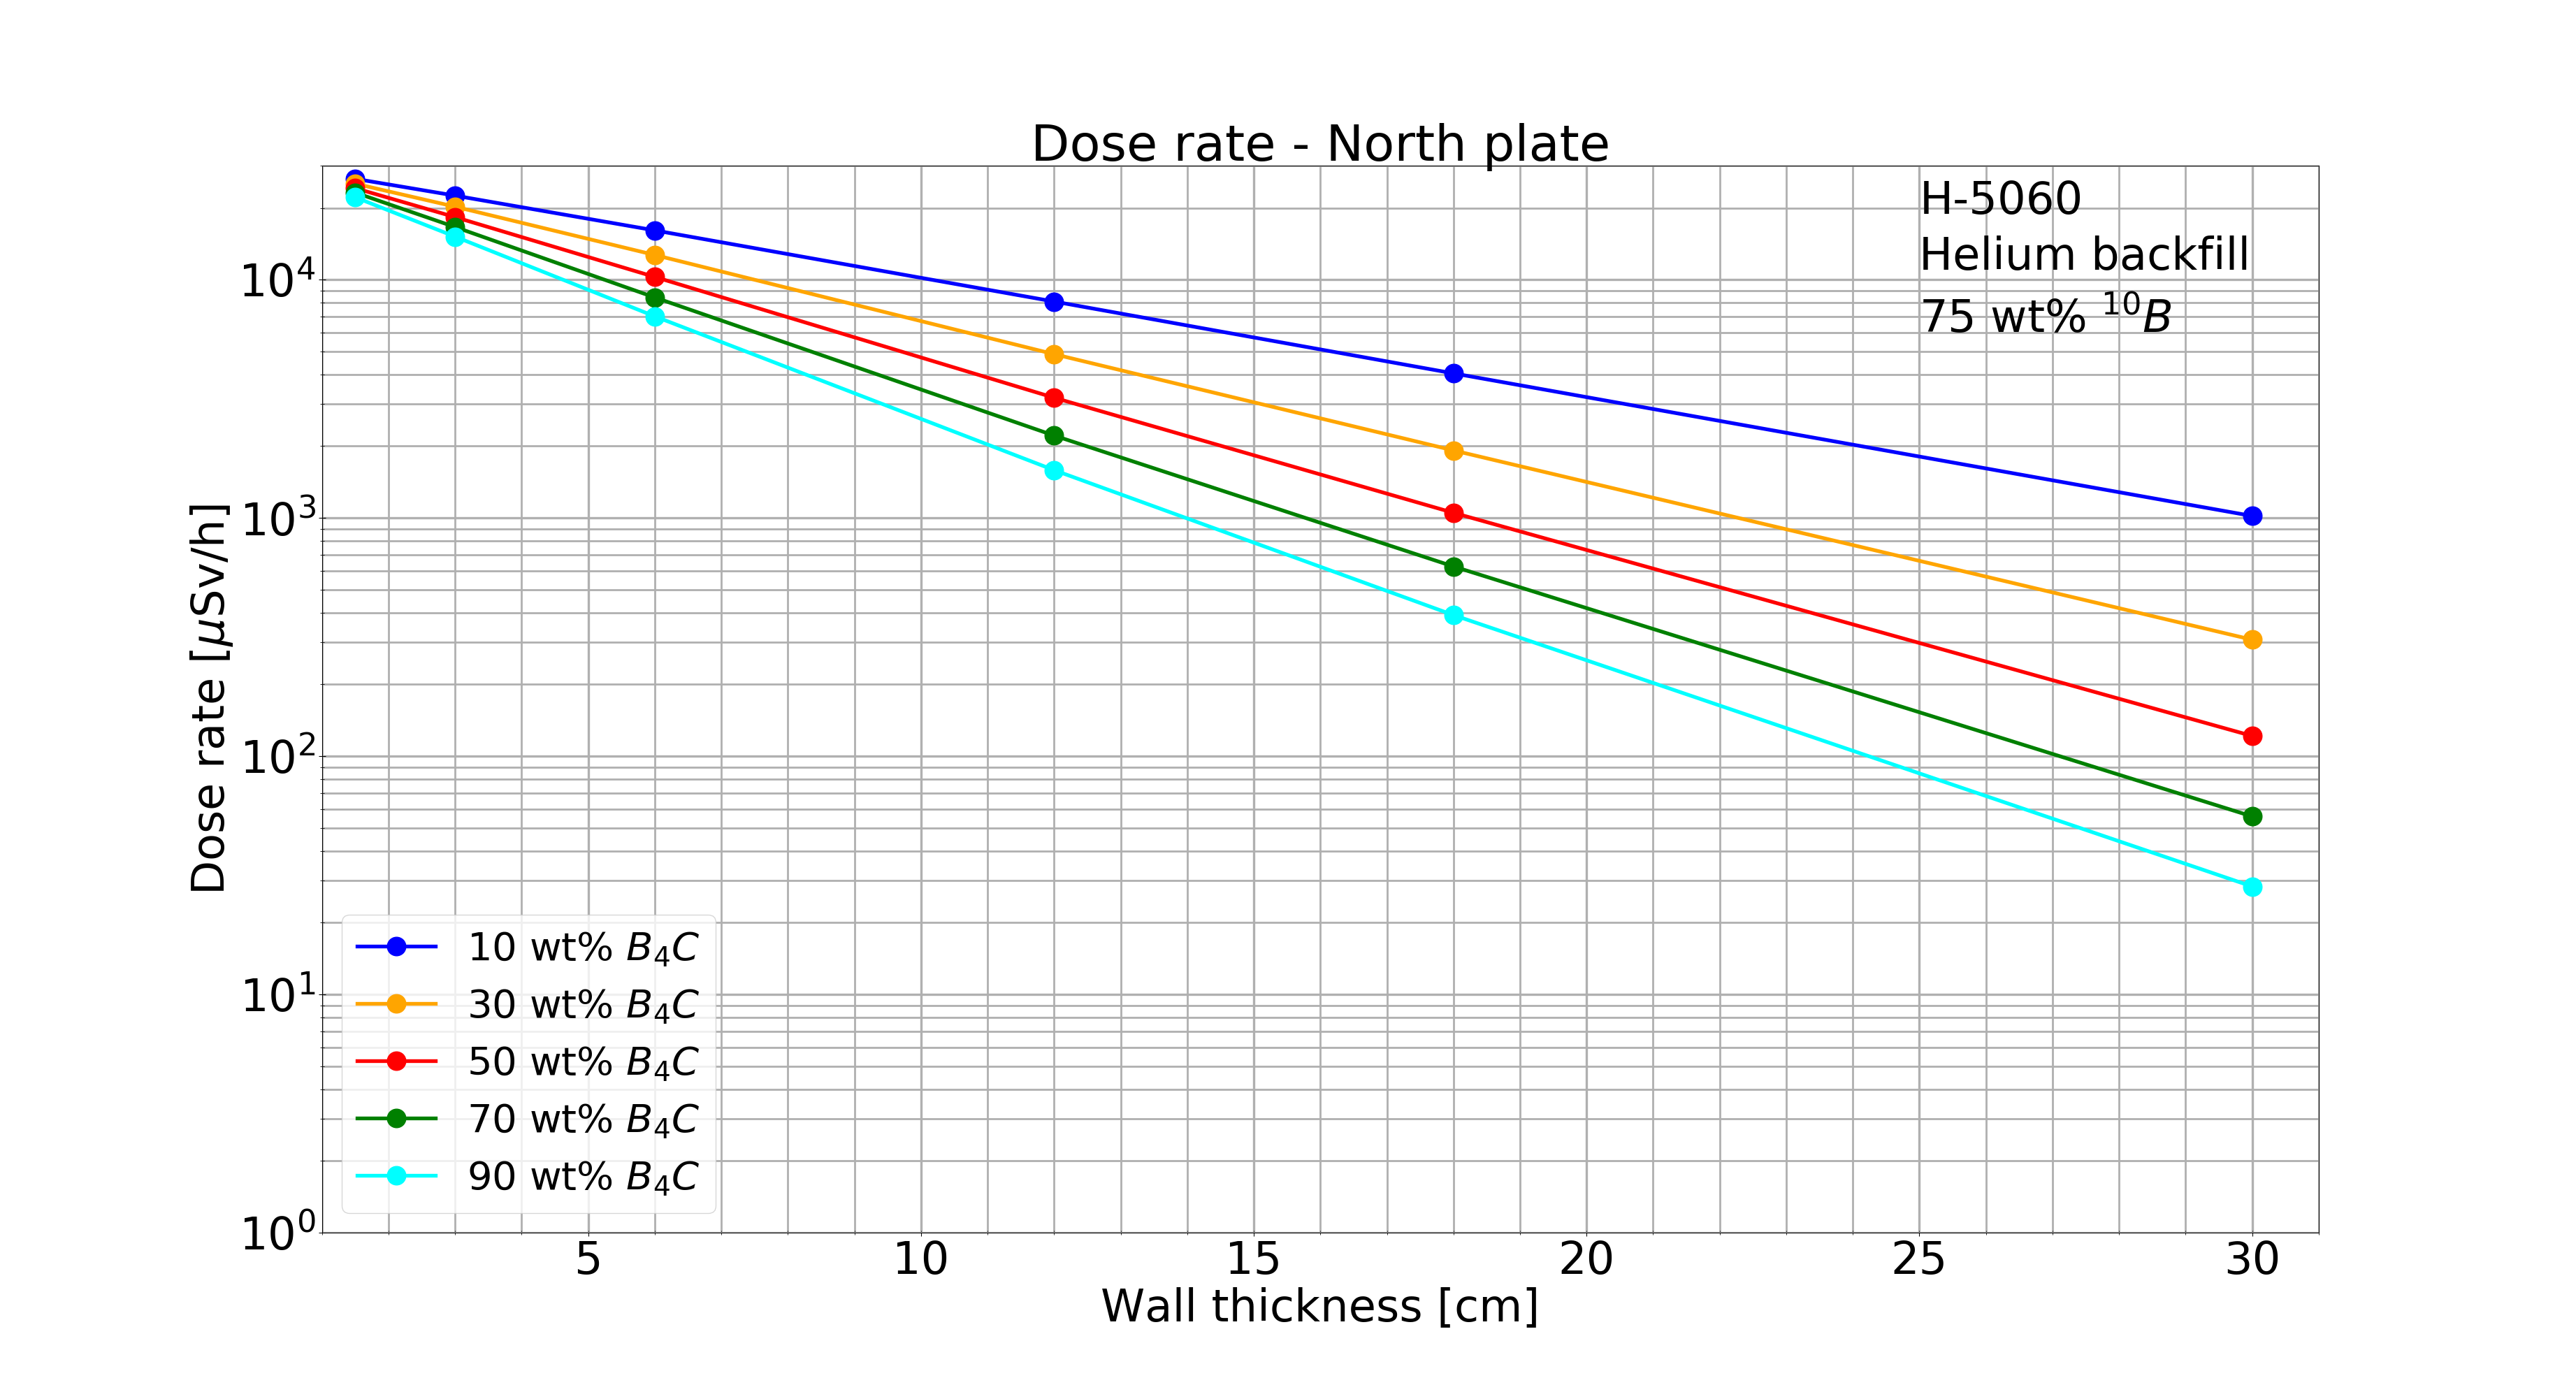 Dose rate - North plate
H-5060
Helium backfill
75 wt% ¹⁰B
Dose rate [μSv/h]
10⁴
10³
10²
10¹
10⁰
10 wt% B₄C
30 wt% B₄C
50 wt% B₄C
70 wt% B₄C
90 wt% B₄C
5 10 15 20 25 30
Wall thickness [cm]